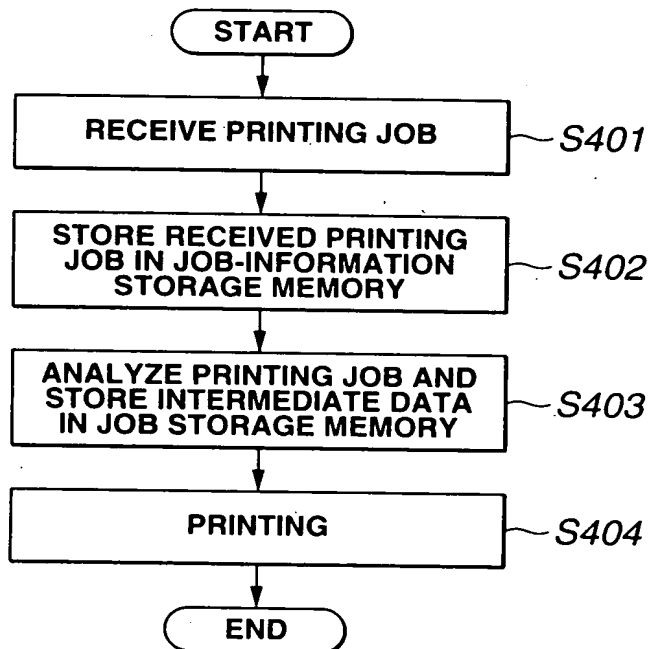 START
RECEIVE PRINTING JOB
S401
STORE RECEIVED PRINTING
JOB IN JOB-INFORMATION
STORAGE MEMORY
S402
ANALYZE PRINTING JOB AND
STORE INTERMEDIATE DATA
IN JOB STORAGE MEMORY
S403
PRINTING
S404
END